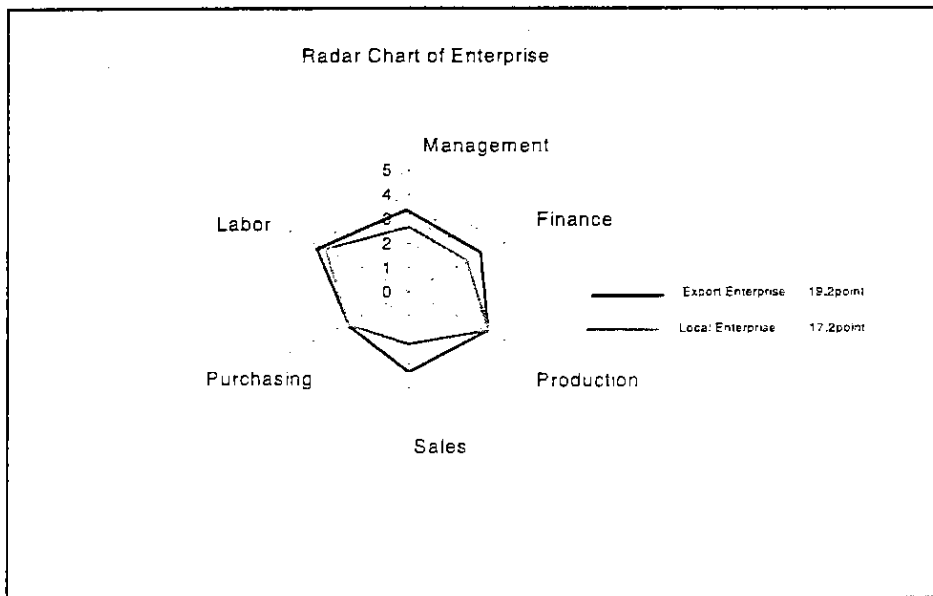 Radar Chart of Enterprise
Management
5
4
3
2
1
0
Labor
Finance
Export Enterprise 19.2point
Local Enterprise 17.2point
Purchasing
Production
Sales